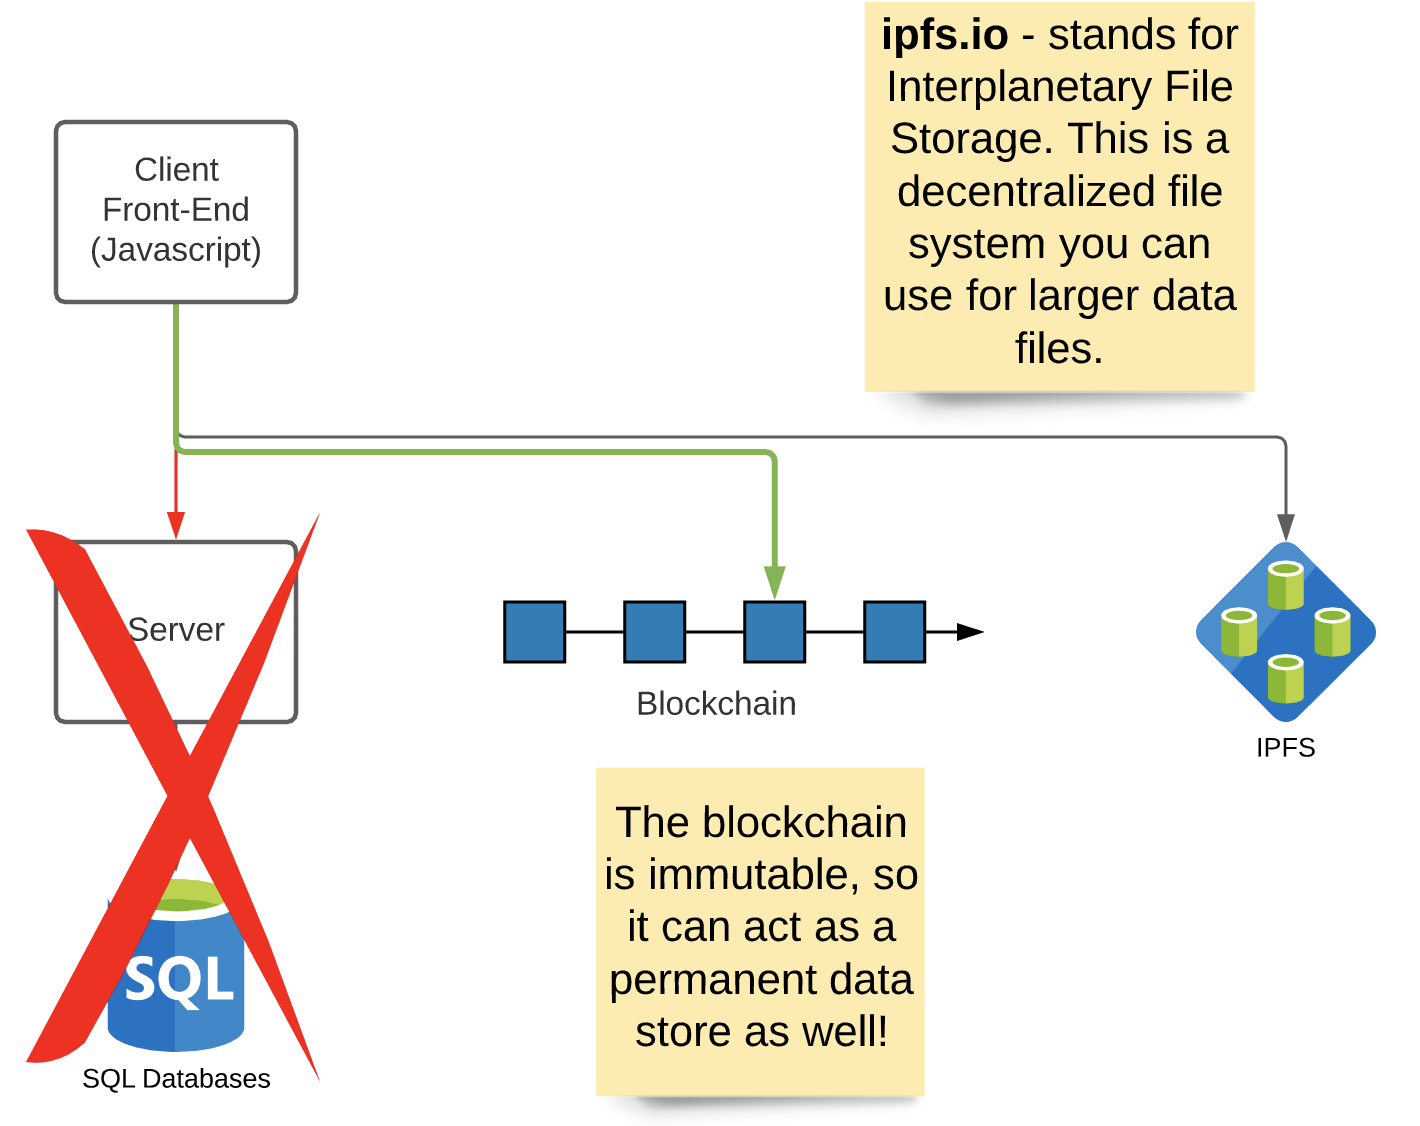 ipfs.io - stands for
Interplanetary File
Storage. This is a
decentralized file
system you can
use for larger data
files.
Client
Front-End
(Javascript)
Server
Blockchain
IPFS
The blockchain
is immutable, so
it can act as a
permanent data
store as well!
SQL
SQL Databases